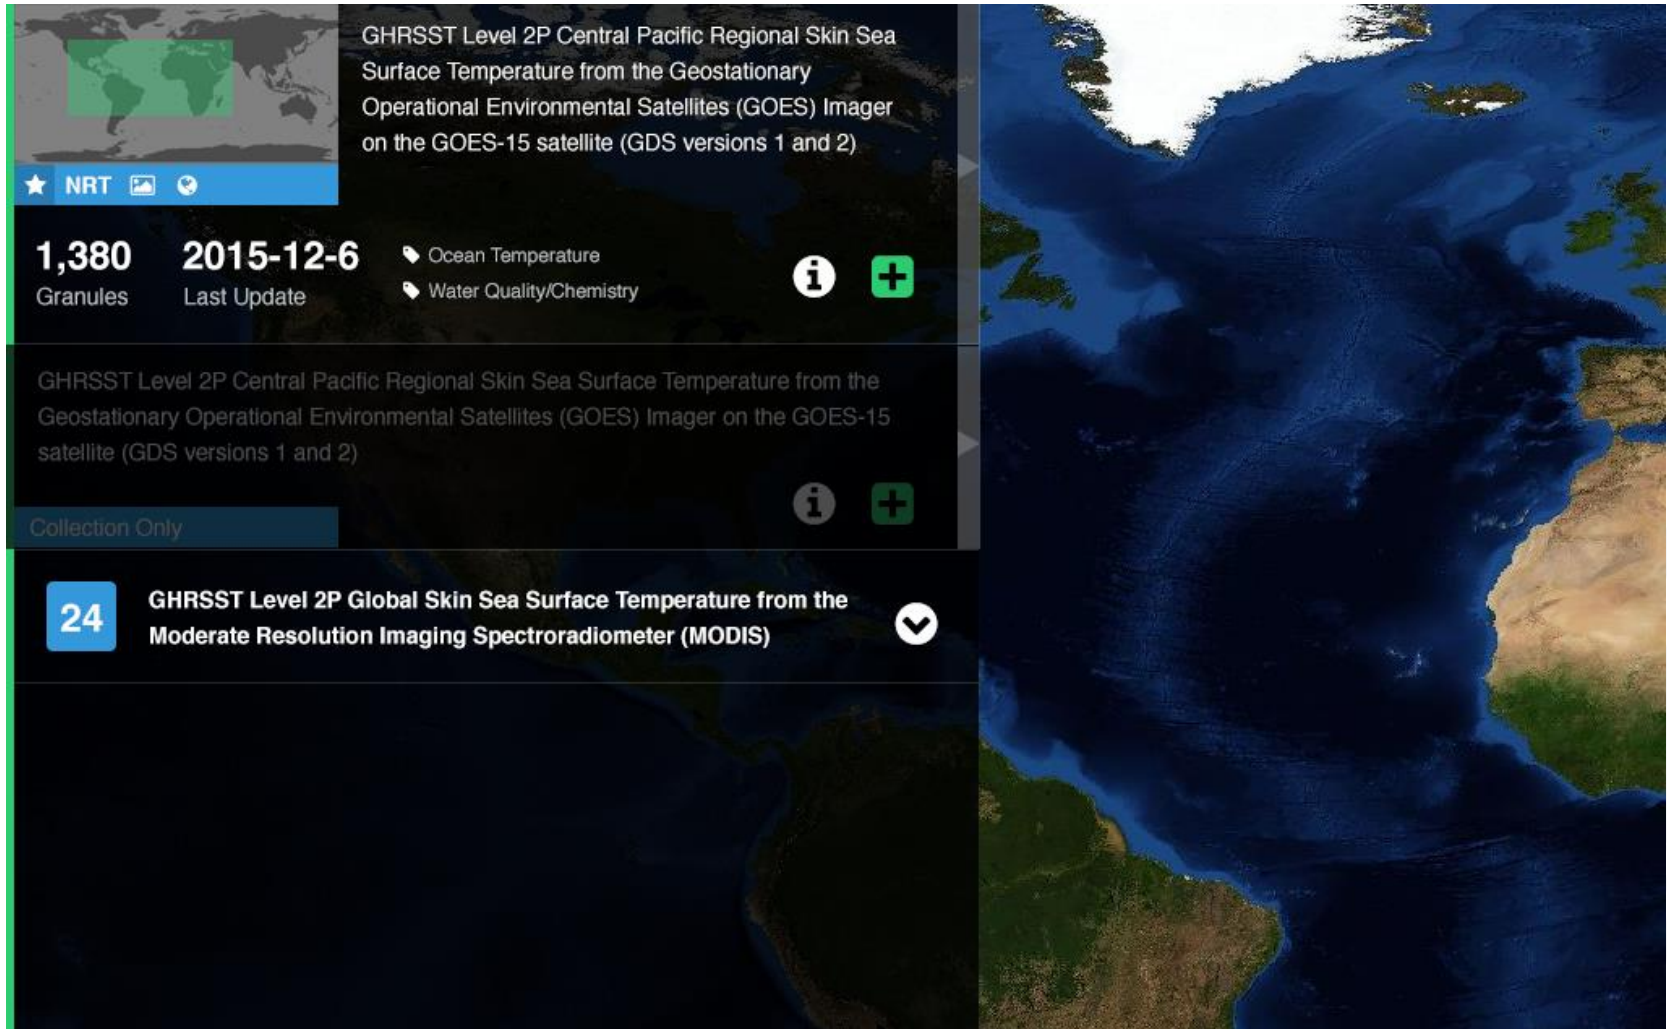 GHRSST Level 2P Central Pacific Regional Skin Sea
Surface Temperature from the Geostationary
Operational Environmental Satellites (GOES) Imager
on the GOES-15 satellite (GDS versions 1 and 2)
NRT
1,380
Granules
2015-12-6
Last Update
Ocean Temperature
Water Quality/Chemistry
GHRSST Level 2P Central Pacific Regional Skin Sea Surface Temperature from the
Geostationary Operational Environmental Satellites (GOES) Imager on the GOES-15
satellite (GDS versions 1 and 2)
Collection Only
24
GHRSST Level 2P Global Skin Sea Surface Temperature from the
Moderate Resolution Imaging Spectroradiometer (MODIS)